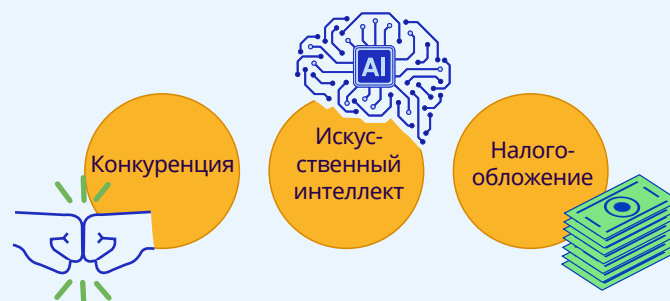 AI
Конкуренция
Искус-
ственный
интеллект
Налого-
обложение